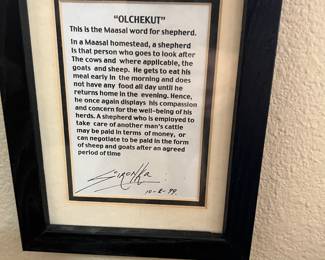 "OLCHEKUT"
This is the Maasal word for shepherd.
In a Maasal homestead, a shepherd
is that person who goes to look after
The cows and where applicable, the
goats and sheep. He gets to eat his
meal early in the morning and does
not have any food all day until he
returns home in the evening. Hence,
he once again displays his compassion
and concern for the well-being of his
herds. A shepherd who is employed to
take care of another man's cattle
may be paid in terms of money, or
can negotiate to be paid in the form
of sheep and goats after an agreed
period of time